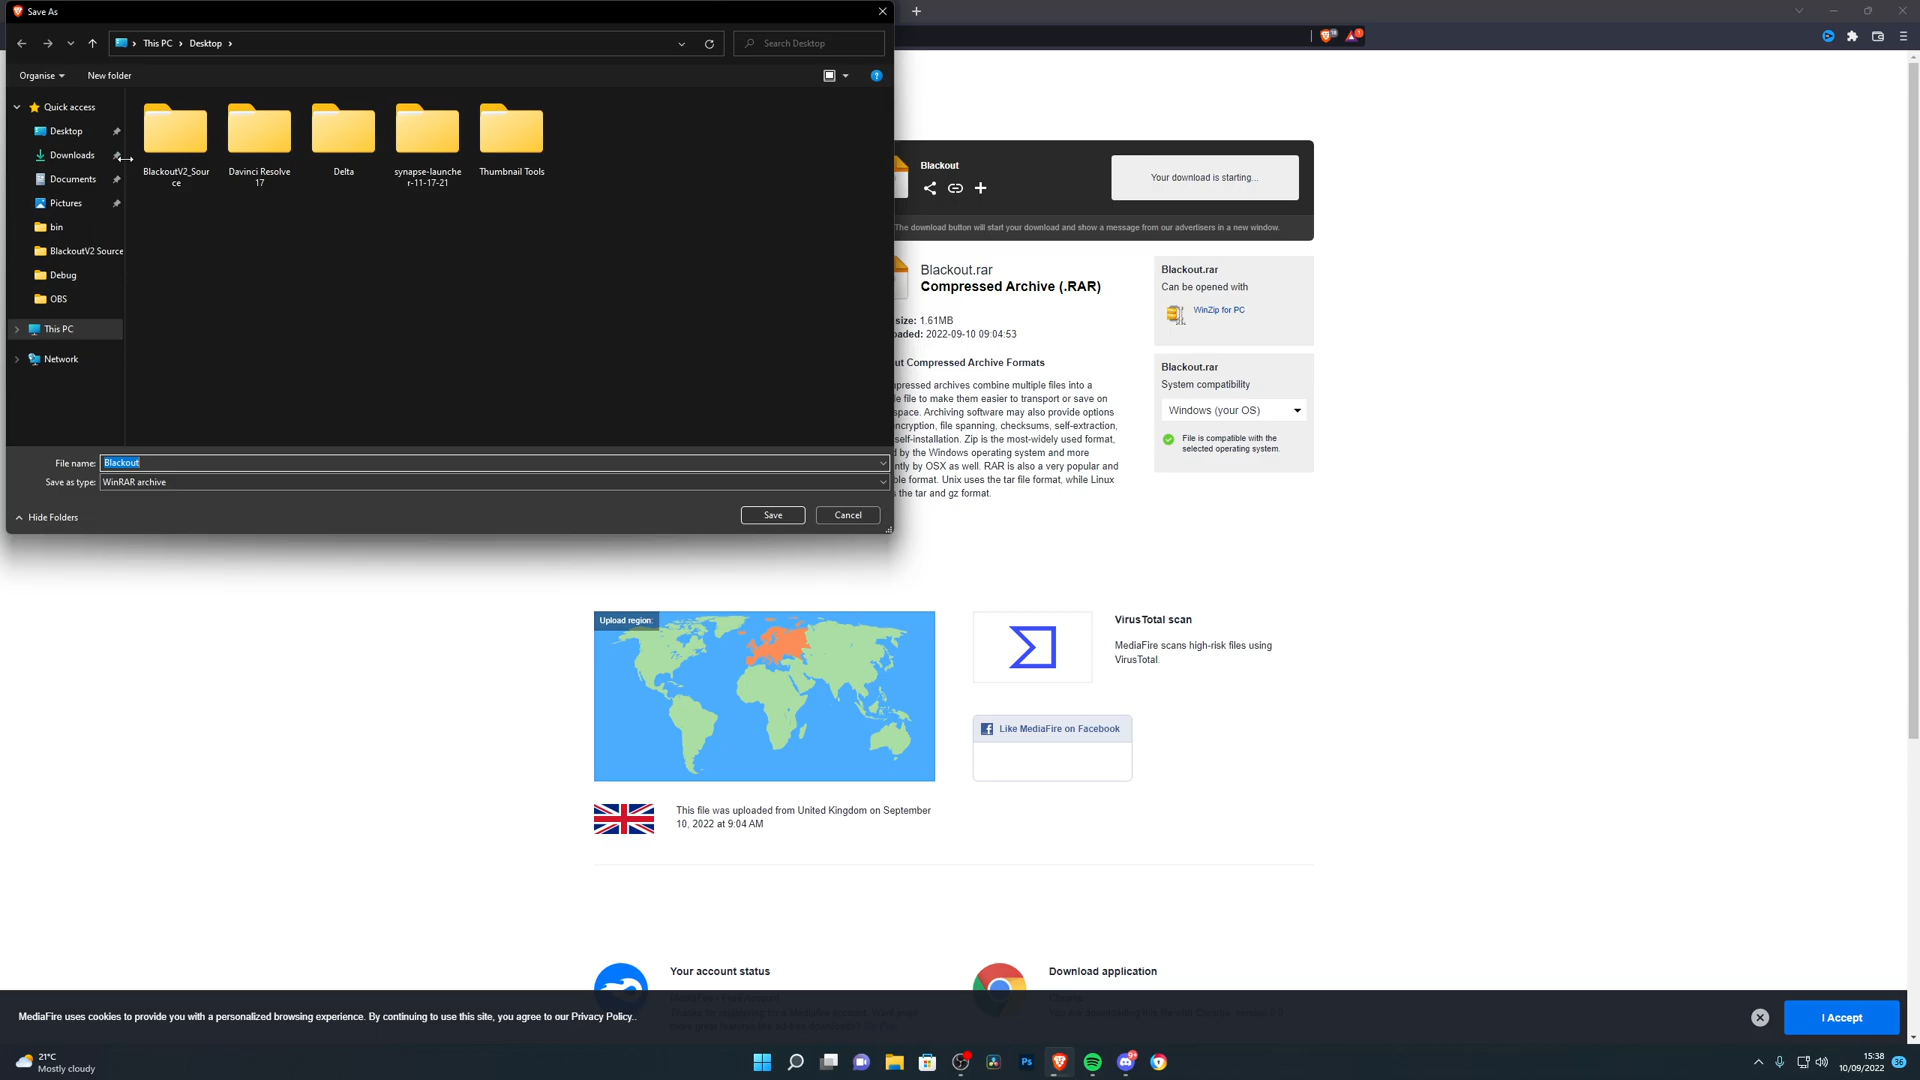 Save As
This PC
Desktop
Search Desktop
Organise
New folder
Quick access
Desktop
Downloads
Documents
Pictures
bin
BlackoutV2 Source
Debug
OBS
This PC
Network
BlackoutV2_Sour
ce
Davinci Resolve
17
Delta
synapse-launche
r-11-17-21
Thumbnail Tools
File name:
Blackout
Save as type:
WinRAR archive
Hide Folders
Save
Cancel
Blackout
Your download is starting...
The download button will start your download and show a message from our advertisers in a new window.
Blackout.rar
Compressed Archive (.RAR)
size: 1.61MB
aded: 2022-09-10 09:04:53
ut Compressed Archive Formats
pressed archives combine multiple files into a
le file to make them easier to transport or save on
space. Archiving software may also provide options
ncryption, file spanning, checksums, self-extraction,
self-installation. Zip is the most-widely used format,
d by the Windows operating system and more
ntly by OSX as well. RAR is also a very popular and
ble format. Unix uses the tar file format, while Linux
the tar and gz format.
Blackout.rar
Can be opened with
WinZip for PC
Blackout.rar
System compatibility
Windows (your OS)
File is compatible with the
selected operating system.
Upload region:
VirusTotal scan
MediaFire scans high-risk files using
VirusTotal.
Like MediaFire on Facebook
This file was uploaded from United Kingdom on September
10, 2022 at 9:04 AM
Your account status
Download application
MediaFire uses cookies to provide you with a personalized browsing experience. By continuing to use this site, you agree to our Privacy Policy..
I Accept
21°C
Mostly cloudy
Ps
15:38
10/09/2022
36